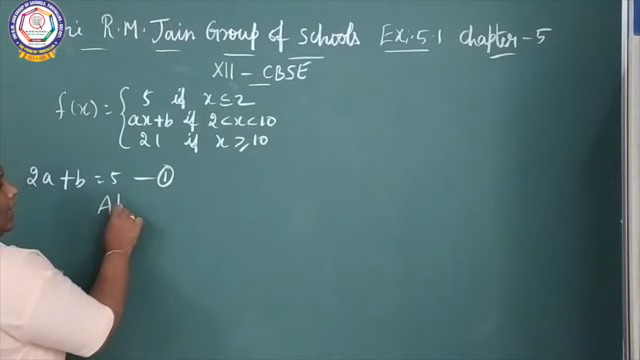 R.M. Jain Group of Schools Ex. 5.1 Chapter-5
XII - CBSE
f(x) = { 5 if x ≤ 2
ax+b if 2 < x < 10
21 if x ≥ 10
2a + b = 5 — ①
A